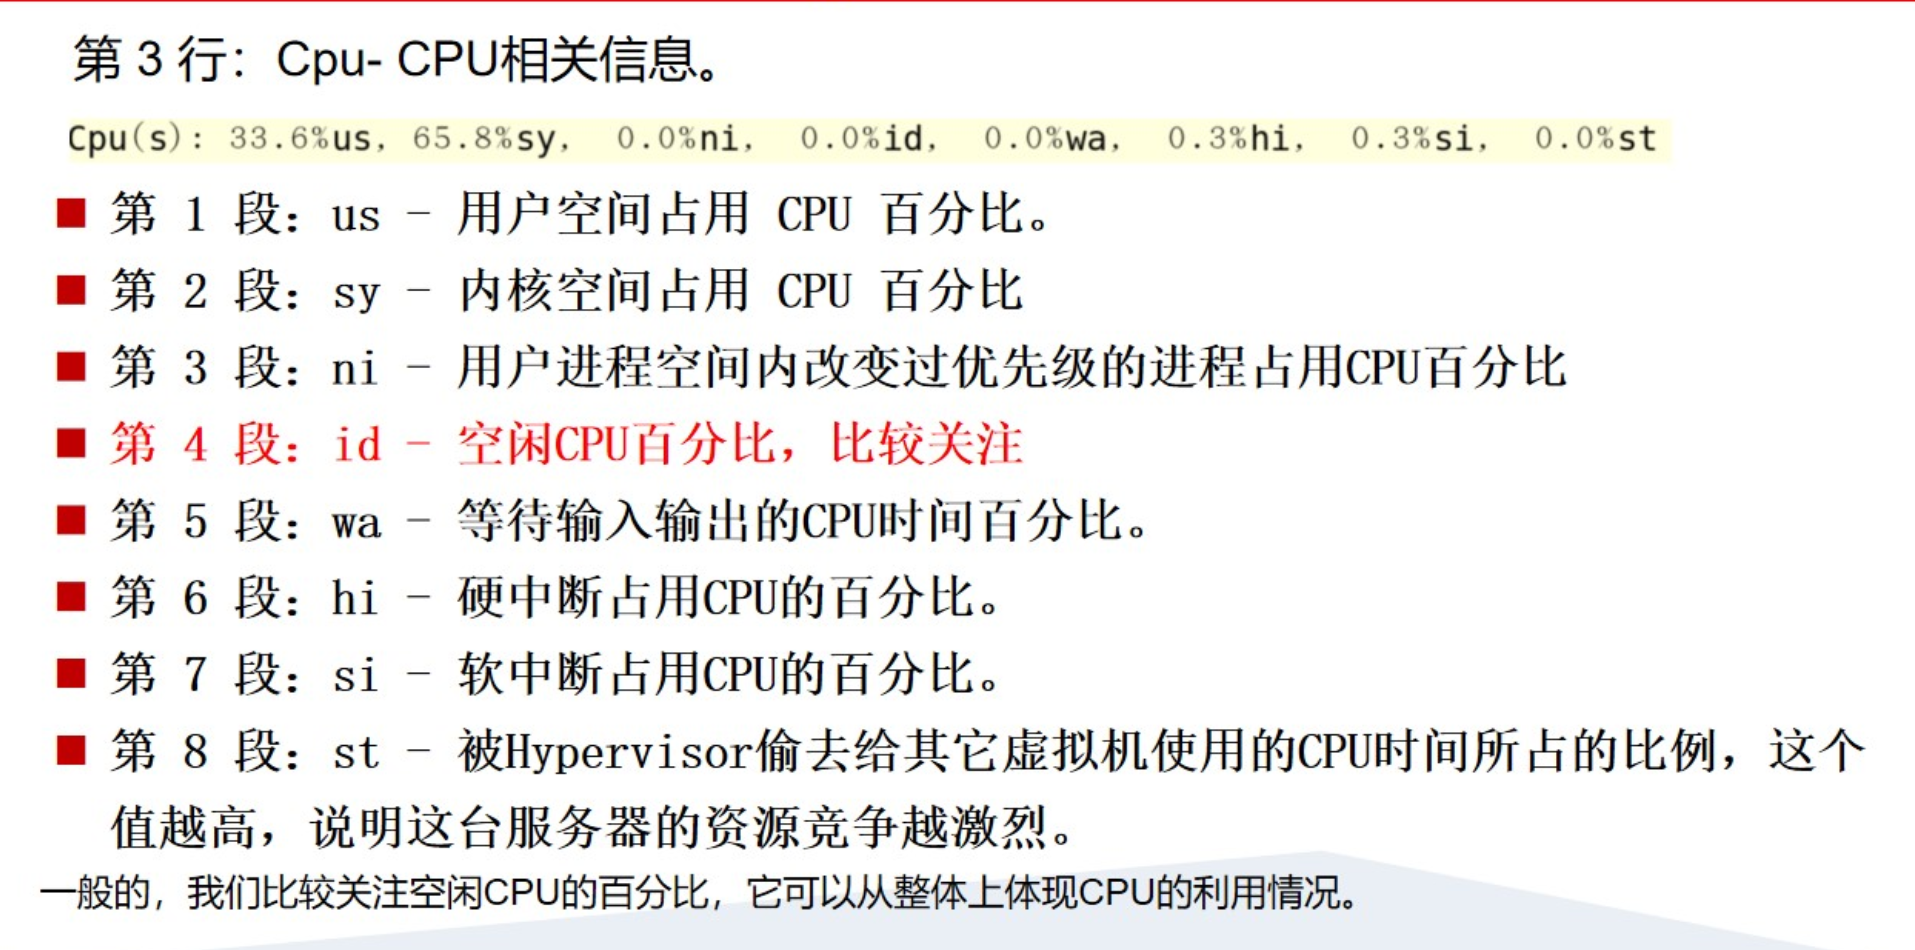 第 3 行：Cpu- CPU相关信息。
Cpu(s): 33.6%us, 65.8%sy, 0.0%ni, 0.0%id, 0.0%wa, 0.3%hi, 0.3%si, 0.0%st
■ 第 1 段：us – 用户空间占用 CPU 百分比。
■ 第 2 段：sy – 内核空间占用 CPU 百分比
■ 第 3 段：ni – 用户进程空间内改变过优先级的进程占用CPU百分比
■ 第 4 段：id – 空闲CPU百分比，比较关注
■ 第 5 段：wa – 等待输入输出的CPU时间百分比。
■ 第 6 段：hi – 硬中断占用CPU的百分比。
■ 第 7 段：si – 软中断占用CPU的百分比。
■ 第 8 段：st – 被Hypervisor偷去给其它虚拟机使用的CPU时间所占的比例，这个
值越高，说明这台服务器的资源竞争越激烈。
一般的，我们比较关注空闲CPU的百分比，它可以从整体上体现CPU的利用情况。